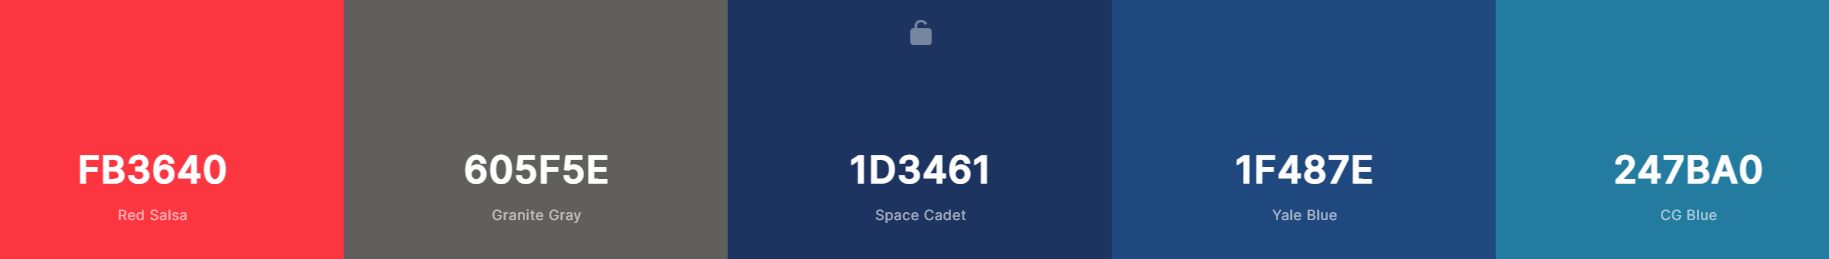 FB3640
Red Salsa
605F5E
Granite Gray
1D3461
Space Cadet
1F487E
Yale Blue
247BA0
CG Blue